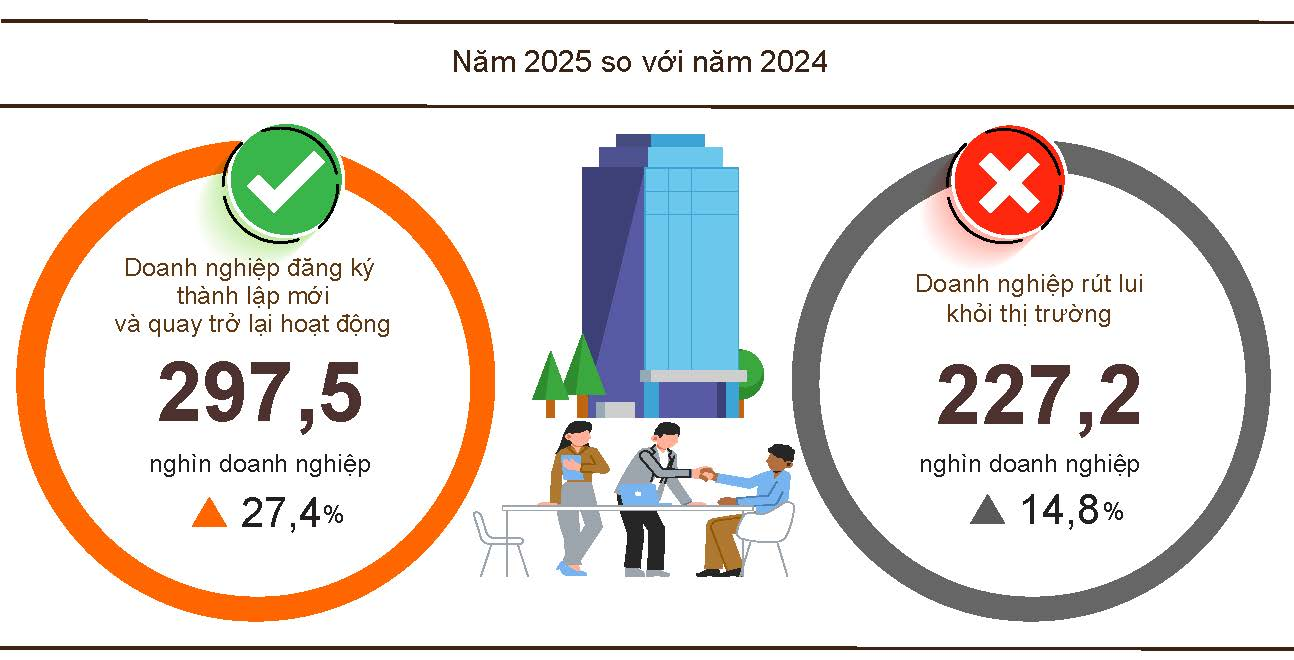 Năm 2025 so với năm 2024
Doanh nghiệp đăng ký
thành lập mới
và quay trở lại hoạt động
297,5
nghìn doanh nghiệp
27,4%
Doanh nghiệp rút lui
khỏi thị trường
227,2
nghìn doanh nghiệp
14,8%